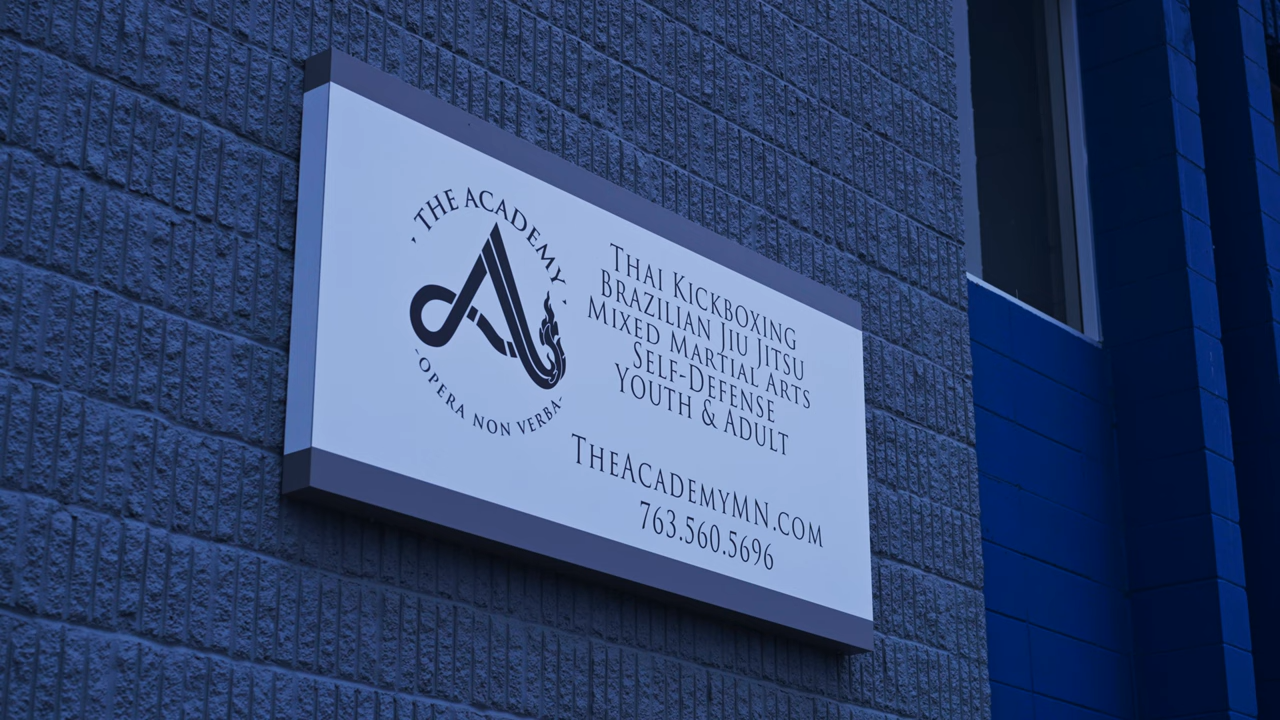 ' THE ACADEMY '
-OPERA NON VERBA-
THAI KICKBOXING
BRAZILIAN JIU JITSU
MIXED MARTIAL ARTS
SELF-DEFENSE
YOUTH & ADULT
THEACADEMYMN.COM
763.560.5696